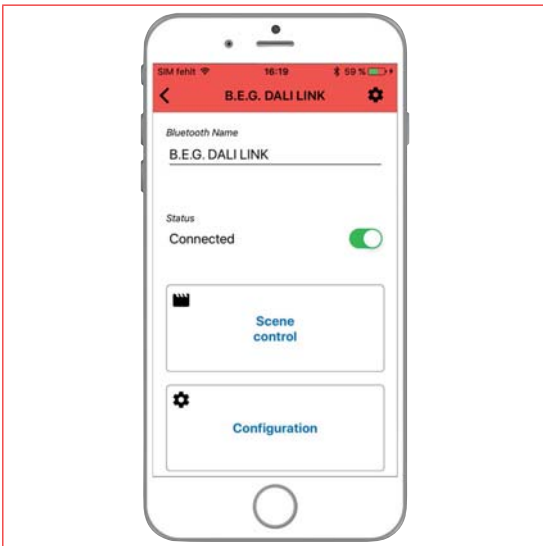 SIM fehlt 16:19 59 %
B.E.G. DALI LINK
Bluetooth Name
B.E.G. DALI LINK
Status
Connected
Scene
control
Configuration